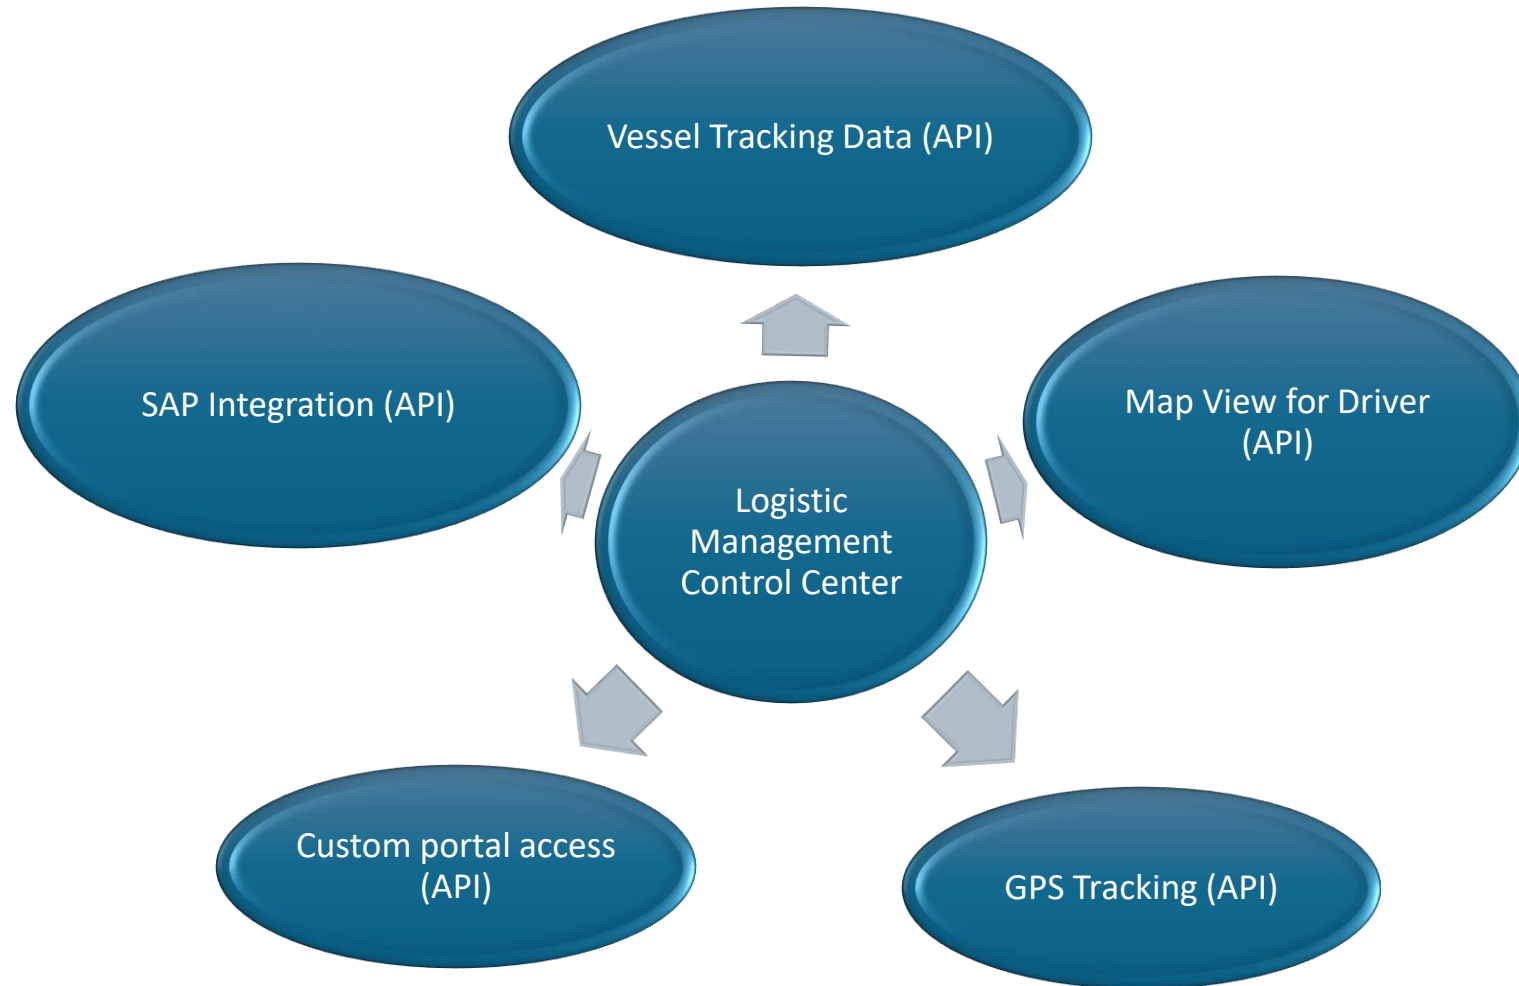 Vessel Tracking Data (API)
SAP Integration (API)
Map View for Driver
(API)
Logistic
Management
Control Center
Custom portal access
(API)
GPS Tracking (API)